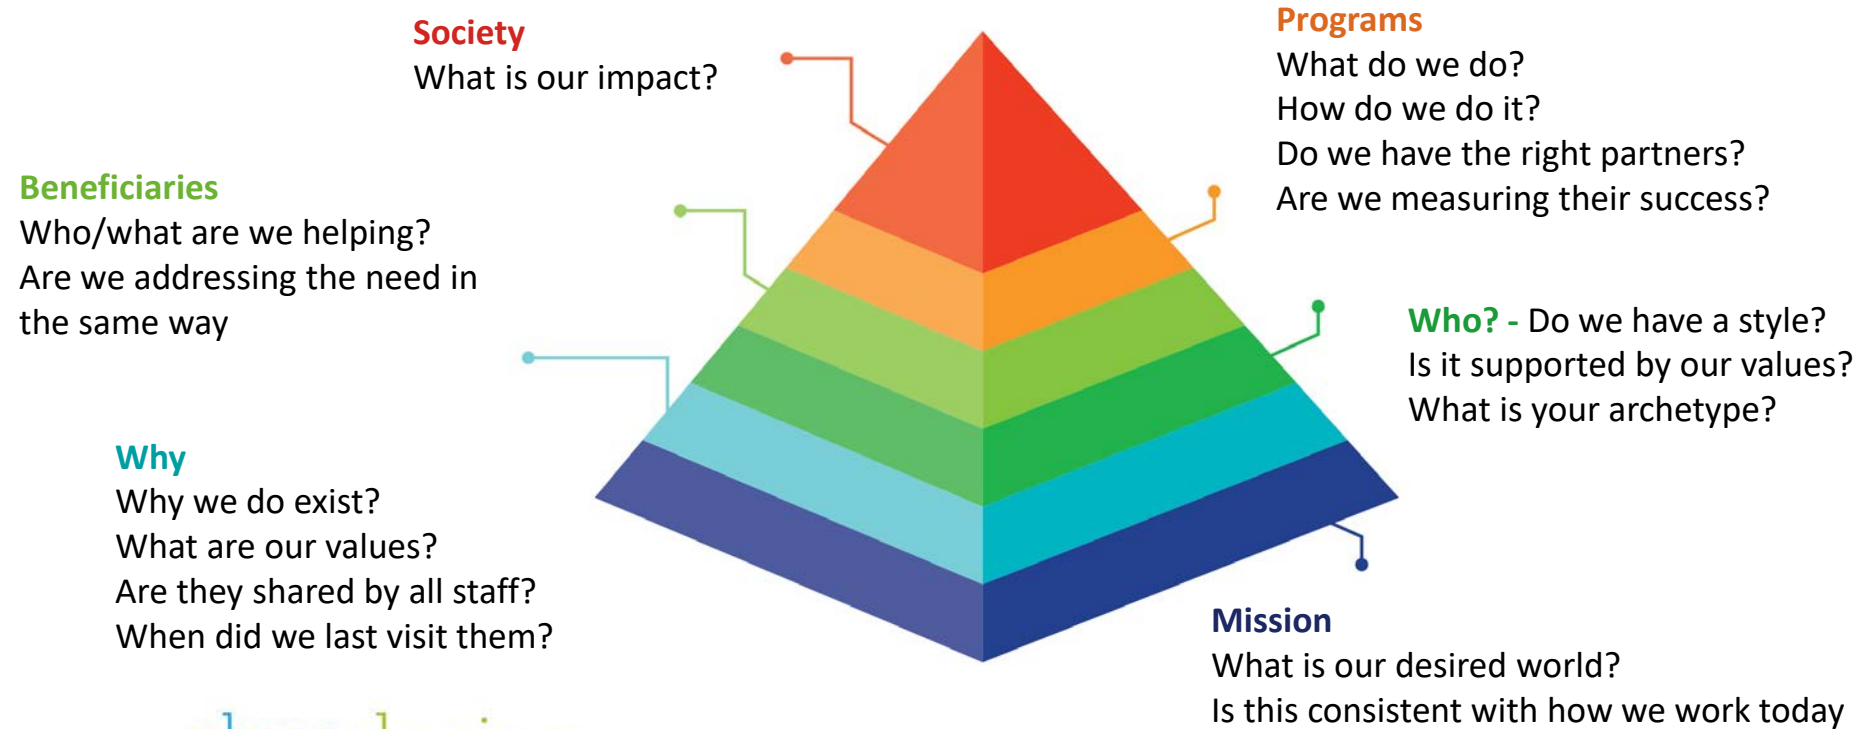 Society
What is our impact?
Programs
What do we do?
How do we do it?
Do we have the right partners?
Are we measuring their success?
Beneficiaries
Who/what are we helping?
Are we addressing the need in
the same way
Who? - Do we have a style?
Is it supported by our values?
What is your archetype?
Why
Why we do exist?
What are our values?
Are they shared by all staff?
When did we last visit them?
Mission
What is our desired world?
Is this consistent with how we work today